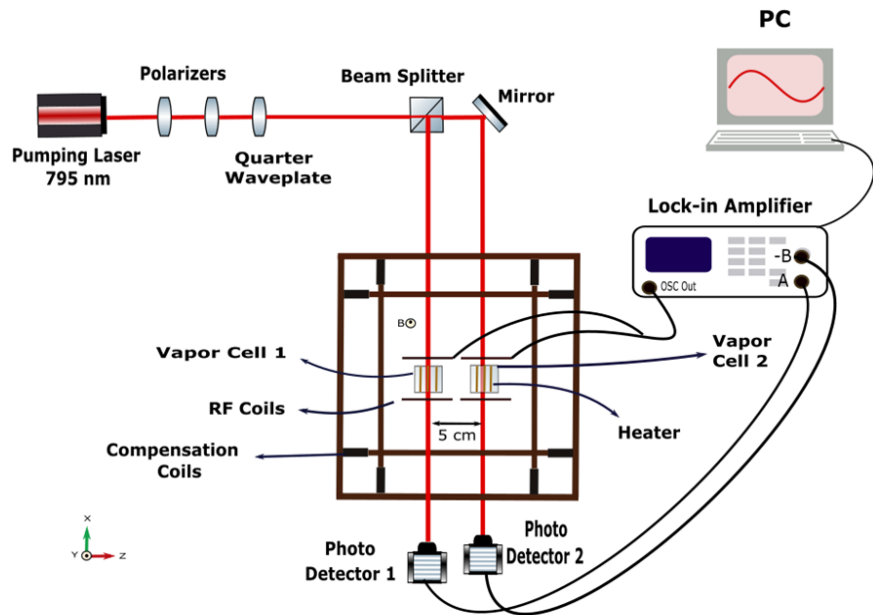 PC
Polarizers
Beam Splitter
Mirror
Pumping Laser
795 nm
Quarter
Waveplate
Lock-in Amplifier
-B
A
OSC Out
B
Vapor Cell 1
Vapor
Cell 2
RF Coils
Heater
5 cm
Compensation
Coils
X
Y
Z
Photo
Detector 1
Photo
Detector 2